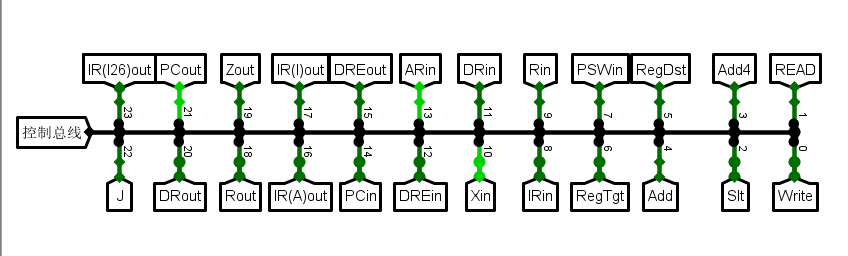 IR(I26)out PCout Zout IR(I)out DREout ARin DRin Rin PSWin RegDst Add4 READ
23 21 19 17 15 13 11 9 7 5 3 1
控制总线
22 20 18 16 14 12 10 8 6 4 2 0
J DRout Rout IR(A)out PCin DREin Xin IRin RegTgt Add Slt Write